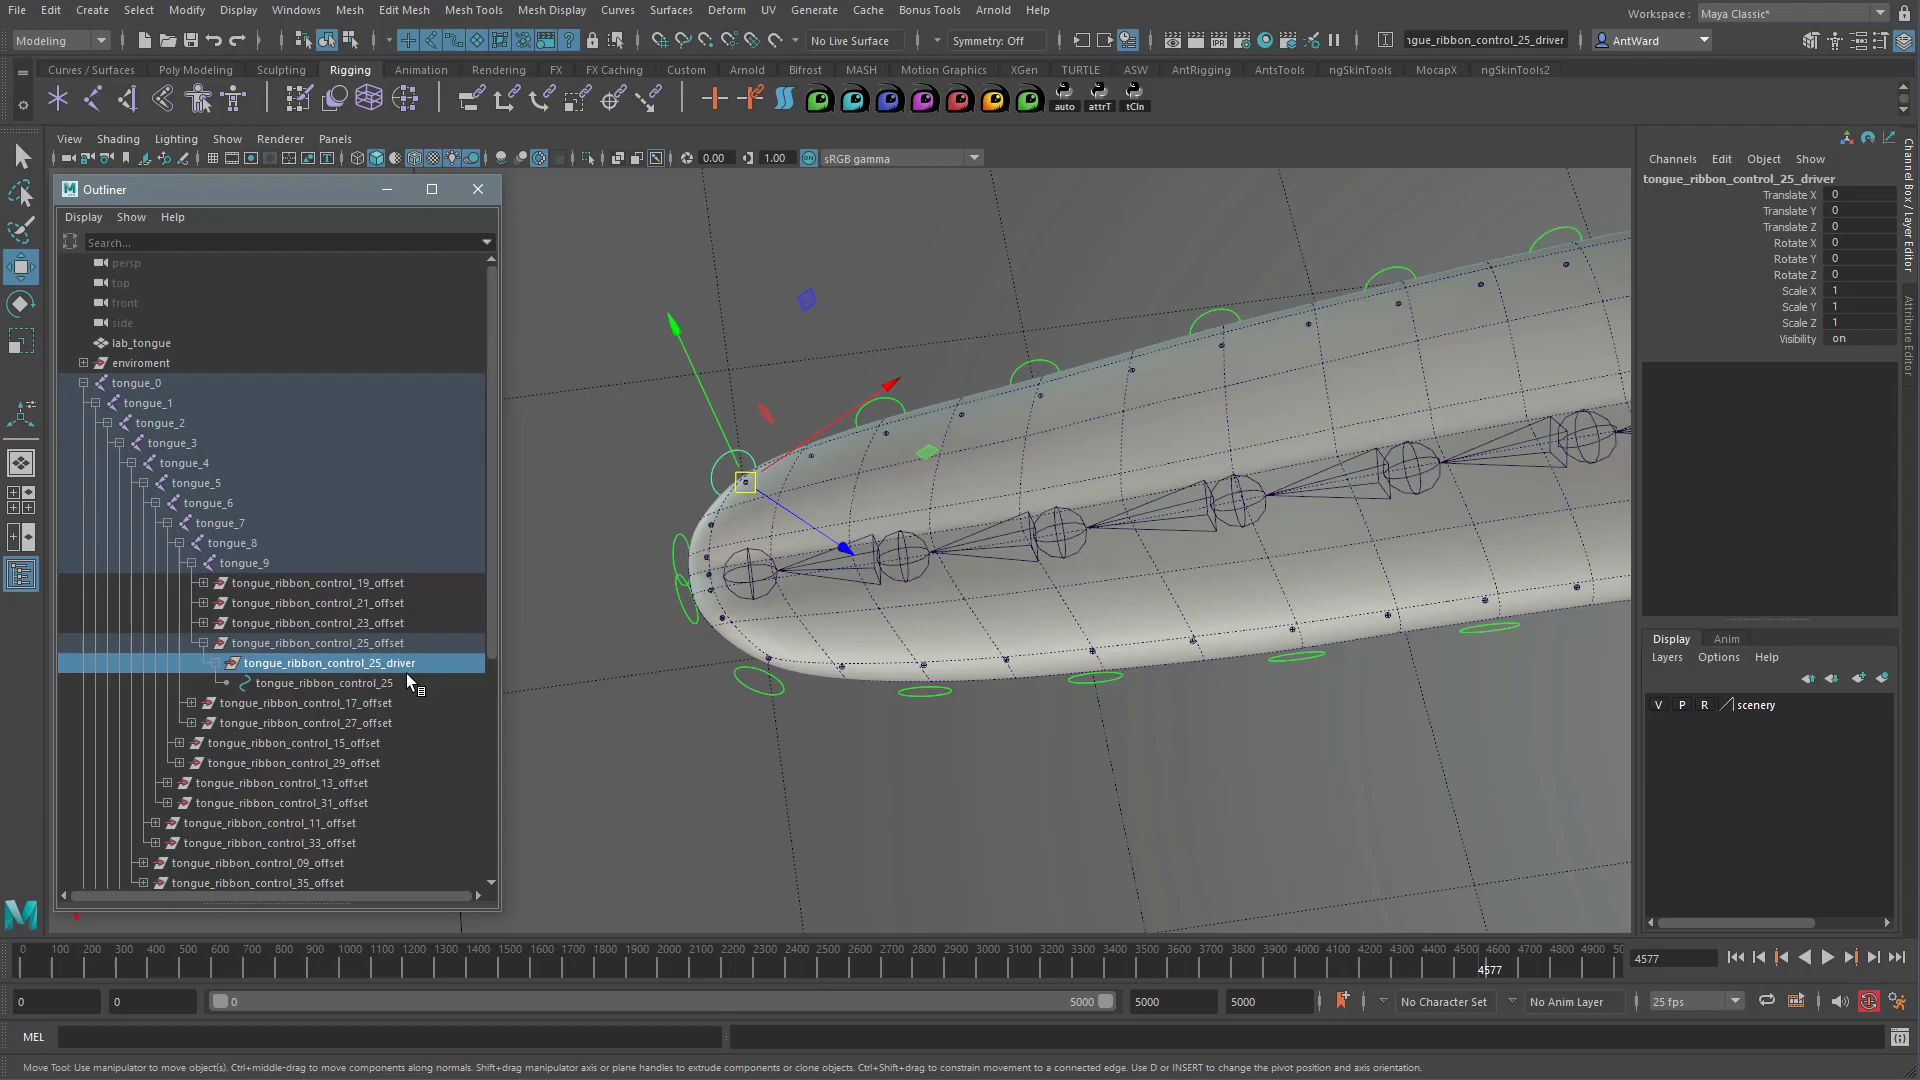 File Edit Create Select Modify Display Windows Mesh Edit Mesh Mesh Tools Mesh Display Curves Surfaces Deform UV Generate Cache Bonus Tools Arnold Help
Workspace : Maya Classic*
Modeling
No Live Surface
Symmetry: Off
ngue_ribbon_control_25_driver
AntWard
Curves / Surfaces Poly Modeling Sculpting Rigging Animation Rendering FX FX Caching Custom Arnold Bifrost MASH Motion Graphics XGen TURTLE ASW AntRigging AntsTools ngSkinTools MocapX ngSkinTools2
auto attrT tCln
View Shading Lighting Show Renderer Panels
0.00 1.00 sRGB gamma
Outliner
Display Show Help
Search...
persp
top
front
side
lab_tongue
enviroment
tongue_0
tongue_1
tongue_2
tongue_3
tongue_4
tongue_5
tongue_6
tongue_7
tongue_8
tongue_9
tongue_ribbon_control_19_offset
tongue_ribbon_control_21_offset
tongue_ribbon_control_23_offset
tongue_ribbon_control_25_offset
tongue_ribbon_control_25_driver
tongue_ribbon_control_25
tongue_ribbon_control_17_offset
tongue_ribbon_control_27_offset
tongue_ribbon_control_15_offset
tongue_ribbon_control_29_offset
tongue_ribbon_control_13_offset
tongue_ribbon_control_31_offset
tongue_ribbon_control_11_offset
tongue_ribbon_control_33_offset
tongue_ribbon_control_09_offset
tongue_ribbon_control_35_offset
Channels Edit Object Show
tongue_ribbon_control_25_driver
Translate X 0
Translate Y 0
Translate Z 0
Rotate X 0
Rotate Y 0
Rotate Z 0
Scale X 1
Scale Y 1
Scale Z 1
Visibility on
Channel Box / Layer Editor
Attribute Editor
Display Anim
Layers Options Help
V P R scenery
0 100 200 300 400 500 600 700 800 900 1000 1100 1200 1300 1400 1500 1600 1700 1800 1900 2000 2100 2200 2300 2400 2500 2600 2700 2800 2900 3000 3100 3200 3300 3400 3500 3600 3700 3800 3900 4000 4100 4200 4300 4400 4500 4600 4700 4800 4900 50
4577
4577
0 0 0 5000 5000 5000 No Character Set No Anim Layer 25 fps
MEL
Move Tool: Use manipulator to move object(s). Ctrl+middle-drag to move components along normals. Shift+drag manipulator axis or plane handles to extrude components or clone objects. Ctrl+Shift+drag to constrain movement to a connected edge. Use D or INSERT to change the pivot position and axis orientation.